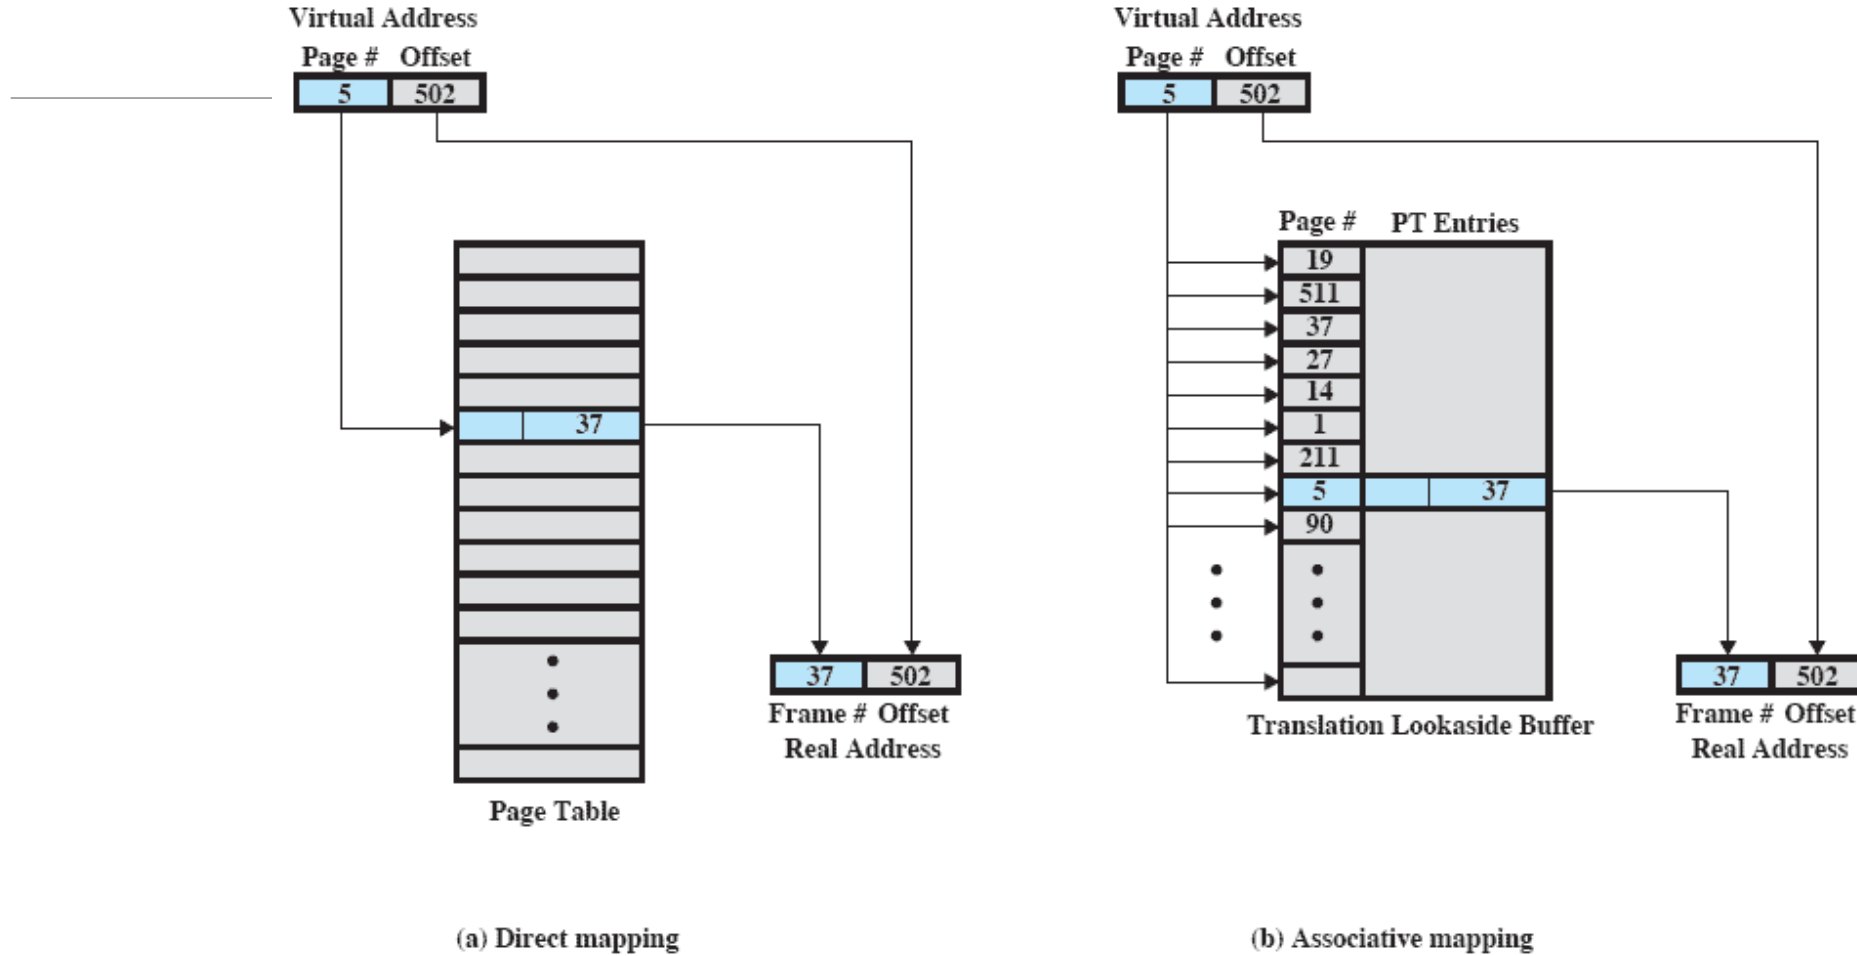 Virtual Address
Page # Offset
5 502
37
37 502
Frame # Offset
Real Address
Page Table
(a) Direct mapping
Virtual Address
Page # Offset
5 502
Page # PT Entries
19
511
37
27
14
1
211
5 37
90
Translation Lookaside Buffer
37 502
Frame # Offset
Real Address
(b) Associative mapping